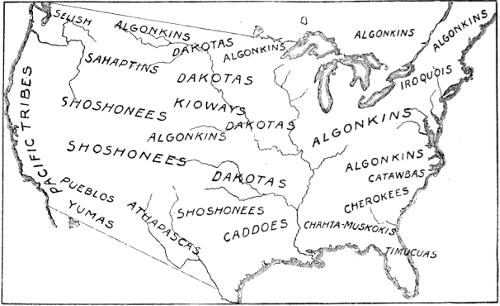 SELISH
ALGONKINS
DAKOTAS
ALGONKINS
ALGONKINS
ALGONKINS
SAHAPTINS
DAKOTAS
IROQUOIS
SHOSHONEES
KIOWAYS
ALGONKINS
DAKOTAS
ALGONKINS
PACIFIC TRIBES
SHOSHONEES
ALGONKINS
CATAWBAS
DAKOTAS
PUEBLOS
YUMAS
ATHAPASCAS
SHOSHONEES
CADDOES
CHEROKEES
CHAHTA-MUSKOKIS
TIMUCUAS